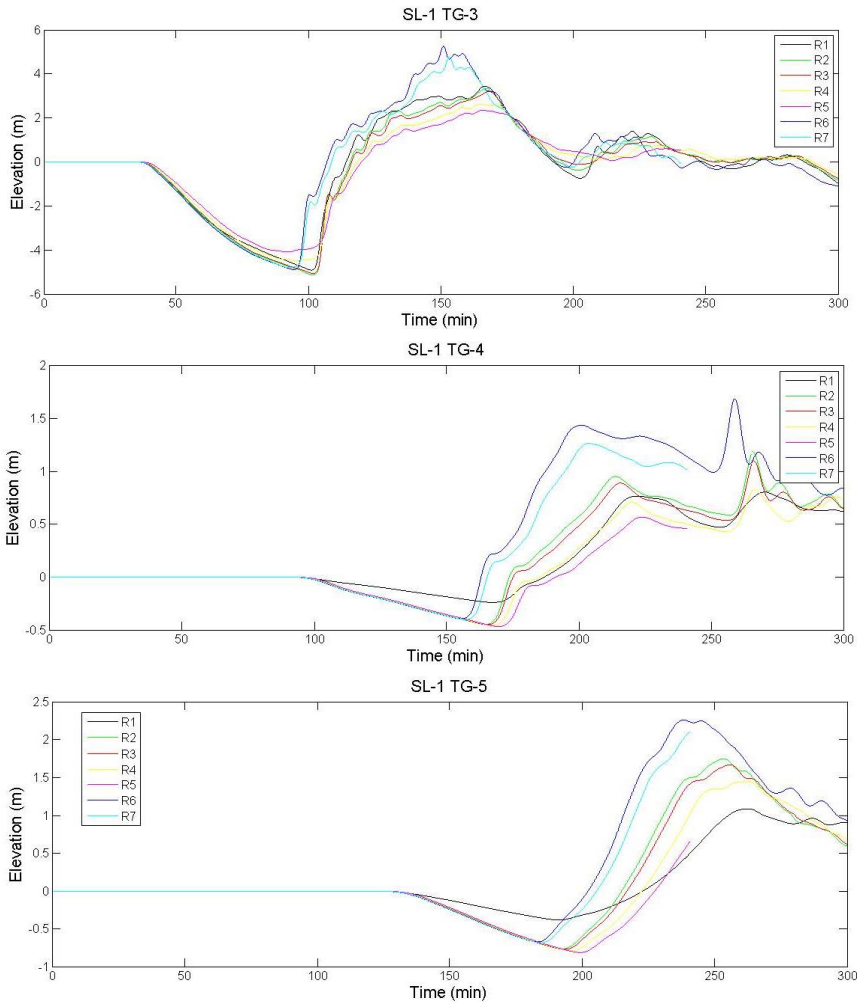 SL-1 TG-3
Elevation (m)
6
4
2
0
-2
-4
-6
0
50
100
150
200
250
300
Time (min)
R1
R2
R3
R4
R5
R6
R7
SL-1 TG-4
Elevation (m)
2
1.5
1
0.5
0
-0.5
0
50
100
150
200
250
300
Time (min)
R1
R2
R3
R4
R5
R6
R7
SL-1 TG-5
Elevation (m)
2.5
2
1.5
1
0.5
0
-0.5
-1
0
50
100
150
200
250
300
Time (min)
R1
R2
R3
R4
R5
R6
R7